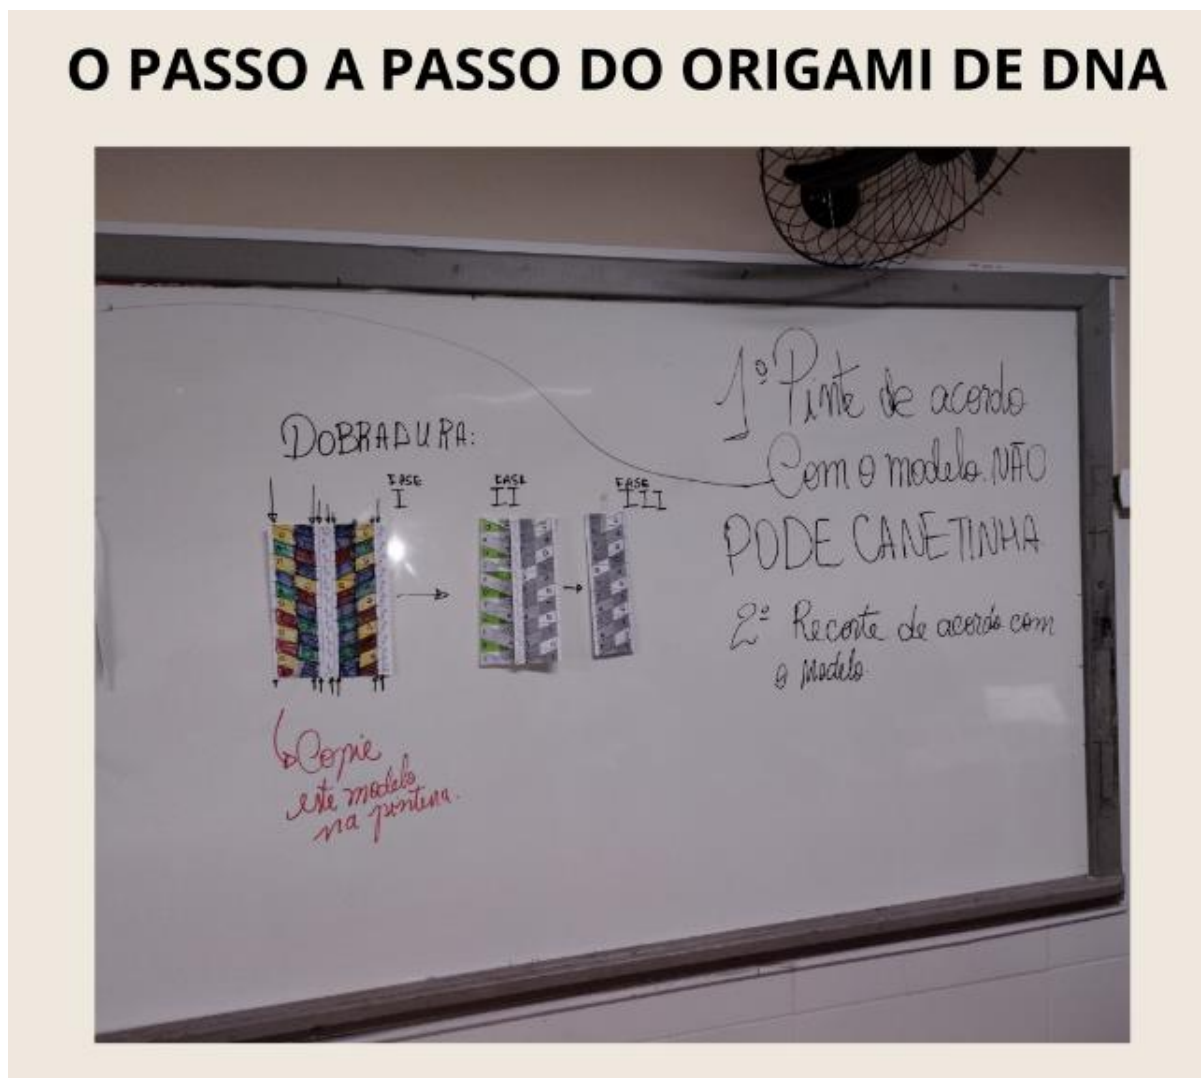 O PASSO A PASSO DO ORIGAMI DE DNA
DOBRADURA:
FASE
I
FASE
II
FASE
III
1º Pinte de acordo
Com o modelo. NÃO
PODE CANETINHA
2º Recorte de acordo com
o modelo.
Copie
este modelo
na pintura.